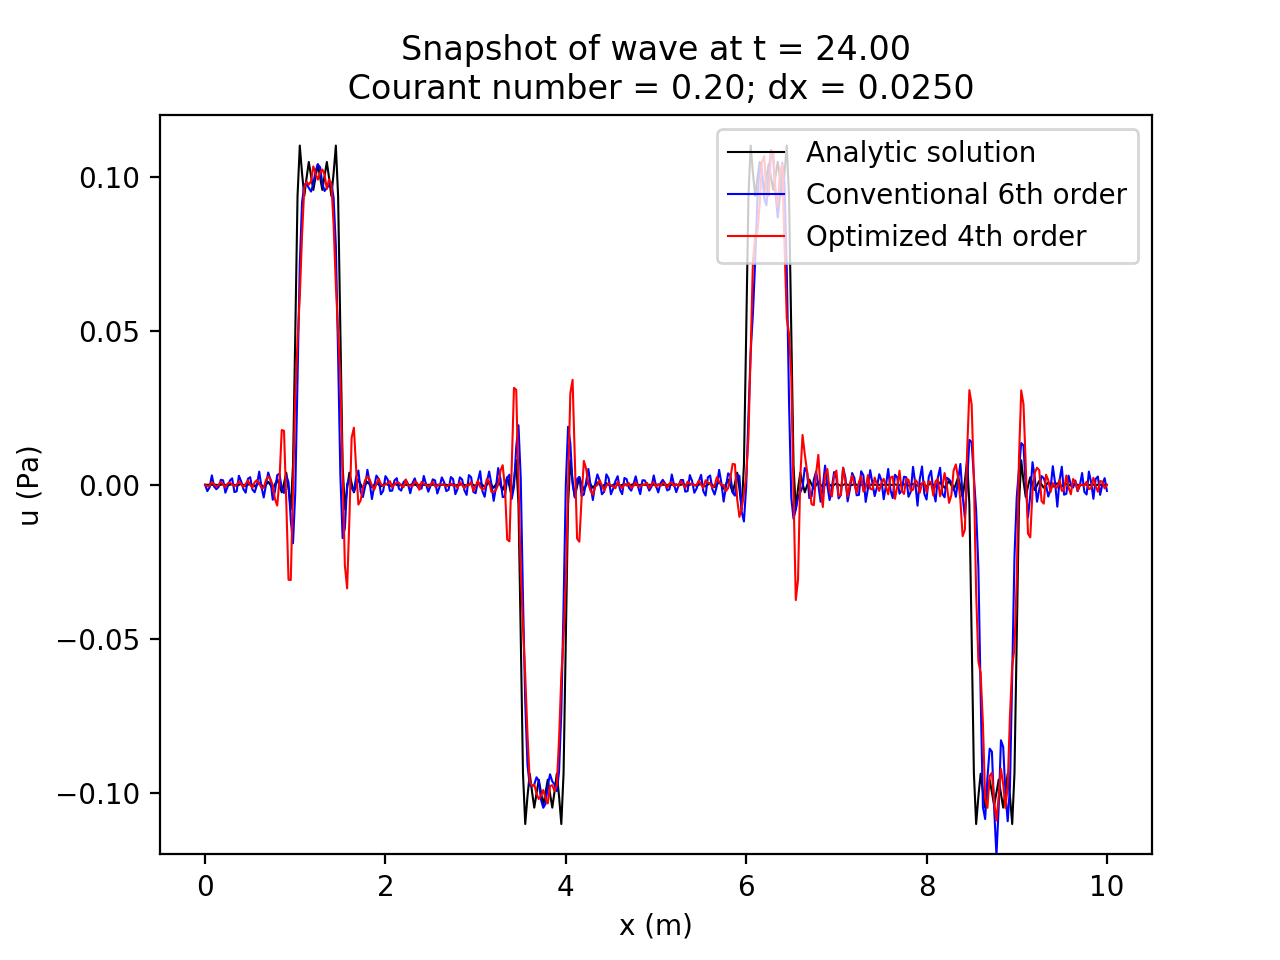 Snapshot of wave at t = 24.00
Courant number = 0.20; dx = 0.0250
Analytic solution
Conventional 6th order
Optimized 4th order
0.10
0.05
0.00
−0.05
−0.10
u (Pa)
0 2 4 6 8 10
x (m)